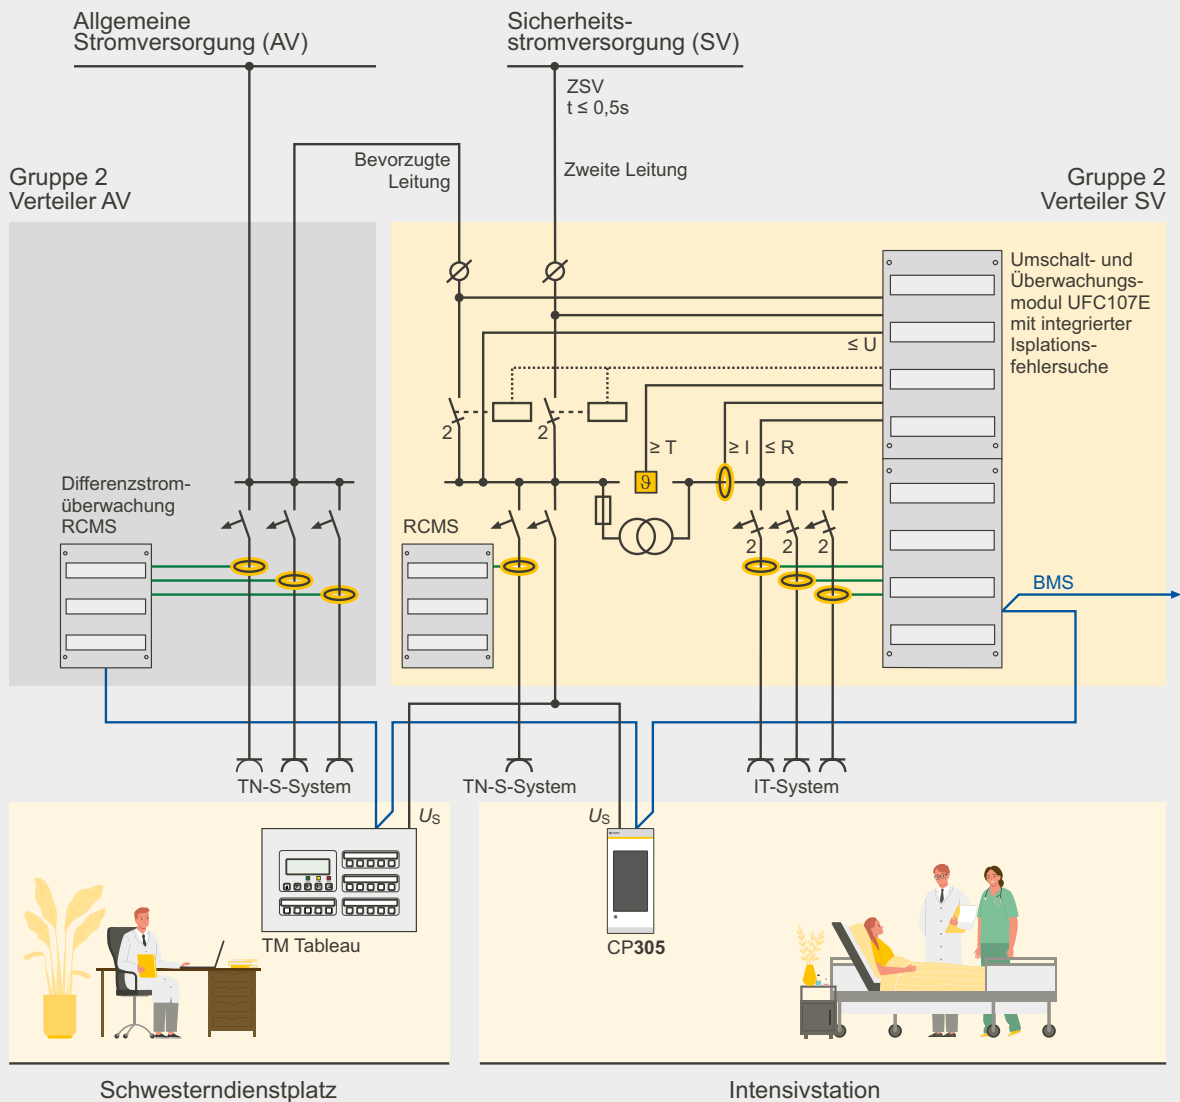 Allgemeine
Stromversorgung (AV)
Sicherheits-
stromversorgung (SV)
ZSV
t ≤ 0,5s
Bevorzugte
Leitung
Zweite Leitung
Gruppe 2
Verteiler AV
Gruppe 2
Verteiler SV
Umschalt- und
Überwachungs-
modul UFC107E
mit integrierter
Isplations-
fehlersuche
≤ U
2
2
≥ T
≥ I
≤ R
ϑ
Differenzstrom-
überwachung
RCMS
RCMS
2
2
2
BMS
TN-S-System
TN-S-System
IT-System
US
US
TM Tableau
CP305
Schwesterndienstplatz
Intensivstation